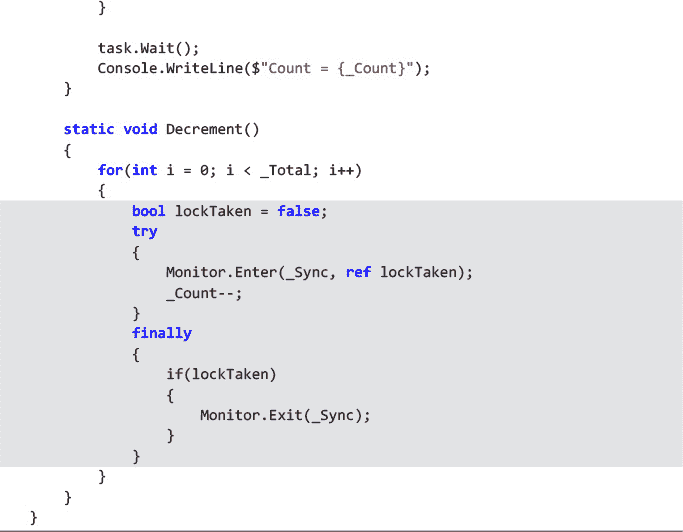 }
task.Wait();
Console.WriteLine($"Count = {_Count}");
}
static void Decrement()
{
for(int i = 0; i < _Total; i++)
{
bool lockTaken = false;
try
{
Monitor.Enter(_Sync, ref lockTaken);
_Count--;
}
finally
{
if(lockTaken)
{
Monitor.Exit(_Sync);
}
}
}
}
}